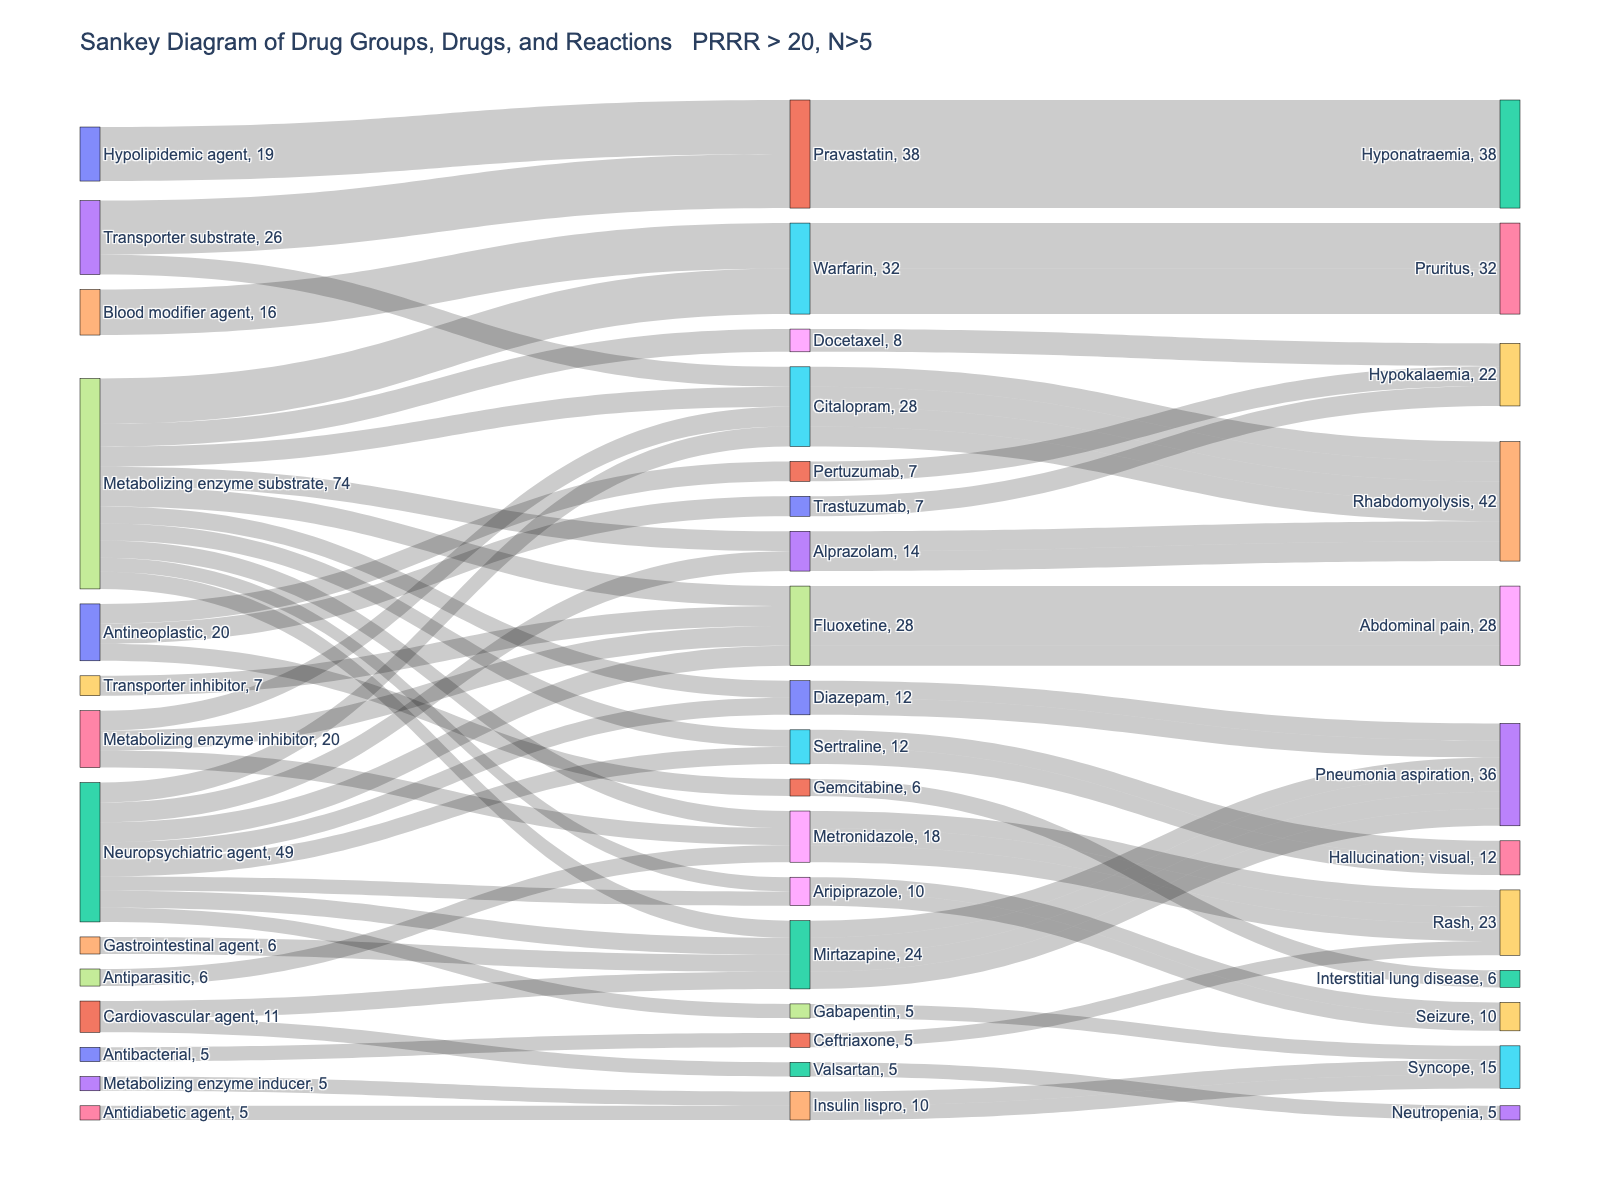 Sankey Diagram of Drug Groups, Drugs, and Reactions   PRRR > 20, N>5
Hypolipidemic agent, 19
Transporter substrate, 26
Blood modifier agent, 16
Metabolizing enzyme substrate, 74
Antineoplastic, 20
Transporter inhibitor, 7
Metabolizing enzyme inhibitor, 20
Neuropsychiatric agent, 49
Gastrointestinal agent, 6
Antiparasitic, 6
Cardiovascular agent, 11
Antibacterial, 5
Metabolizing enzyme inducer, 5
Antidiabetic agent, 5
Pravastatin, 38
Warfarin, 32
Docetaxel, 8
Citalopram, 28
Pertuzumab, 7
Trastuzumab, 7
Alprazolam, 14
Fluoxetine, 28
Diazepam, 12
Sertraline, 12
Gemcitabine, 6
Metronidazole, 18
Aripiprazole, 10
Mirtazapine, 24
Gabapentin, 5
Ceftriaxone, 5
Valsartan, 5
Insulin lispro, 10
Hyponatraemia, 38
Pruritus, 32
Hypokalaemia, 22
Rhabdomyolysis, 42
Abdominal pain, 28
Pneumonia aspiration, 36
Hallucination; visual, 12
Rash, 23
Interstitial lung disease, 6
Seizure, 10
Syncope, 15
Neutropenia, 5